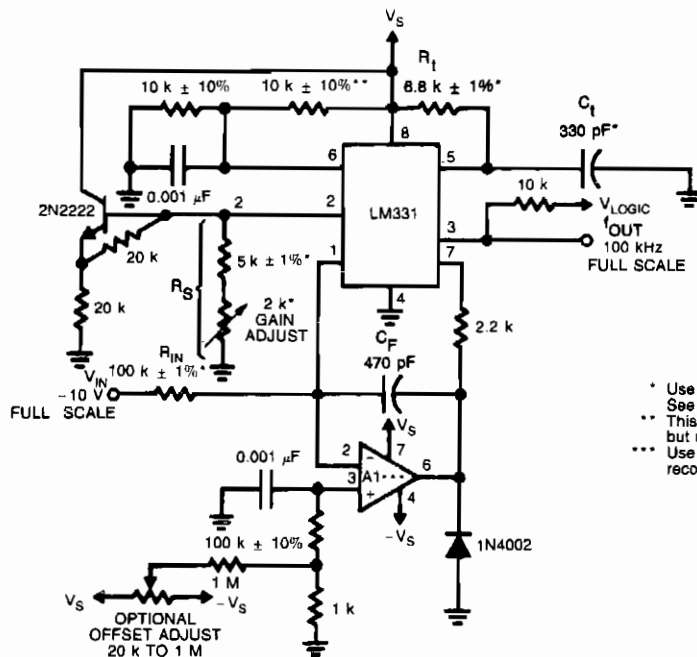 VS
Rt
10 k ± 10%
10 k ± 10%**
6.8 k ± 1%*
Ct
330 pF*
8
6
5
0.001 µF
10 k
2N2222
2
2
LM331
3
VLOGIC
fOUT
100 kHz
FULL SCALE
1
7
20 k
5 k ± 1%*
4
RS
20 k
2 k*
GAIN
ADJUST
2.2 k
CF
470 pF
RIN
100 k ± 1%*
VIN
-10 V
FULL SCALE
* Use
See
VS
** This
but
*** Use
reco
2
7
0.001 µF
A1***
6
3
4
-VS
100 k ± 10%
1N4002
1 M
VS
-VS
1 k
OPTIONAL
OFFSET ADJUST
20 k TO 1 M